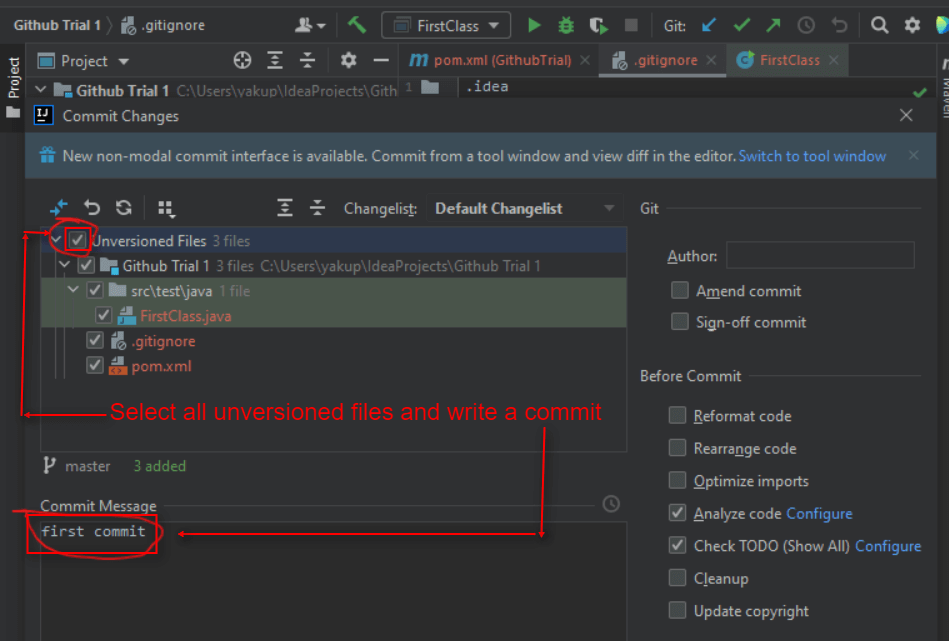 Github Trial 1 .gitignore FirstClass Git:
Project
Project pom.xml (GithubTrial) .gitignore FirstClass
Github Trial 1 C:\Users\yakup\IdeaProjects\Gith 1 .idea
Maven
Commit Changes
New non-modal commit interface is available. Commit from a tool window and view diff in the editor. Switch to tool window
Changelist: Default Changelist
Unversioned Files 3 files
Github Trial 1 3 files C:\Users\yakup\IdeaProjects\Github Trial 1
src\test\java 1 file
FirstClass.java
.gitignore
pom.xml
Select all unversioned files and write a commit
master 3 added
Commit Message
first commit
Git
Author:
Amend commit
Sign-off commit
Before Commit
Reformat code
Rearrange code
Optimize imports
Analyze code Configure
Check TODO (Show All) Configure
Cleanup
Update copyright